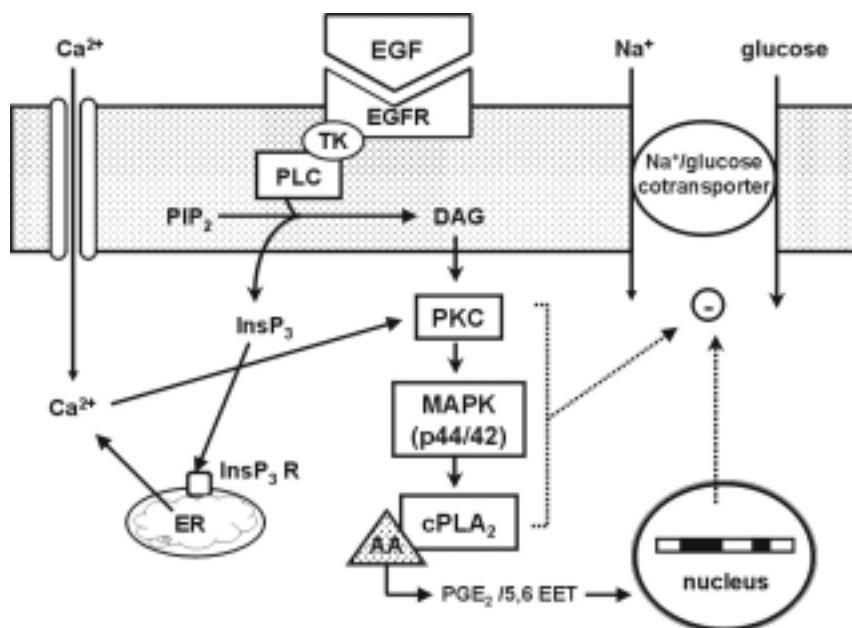 Ca²⁺
EGF
Na⁺
glucose
EGFR
TK
PLC
Na⁺/glucose
cotransporter
PIP₂
DAG
InsP₃
PKC
-
Ca²⁺
MAPK
(p44/42)
InsP₃ R
ER
cPLA₂
AA
nucleus
PGE₂ /5,6 EET